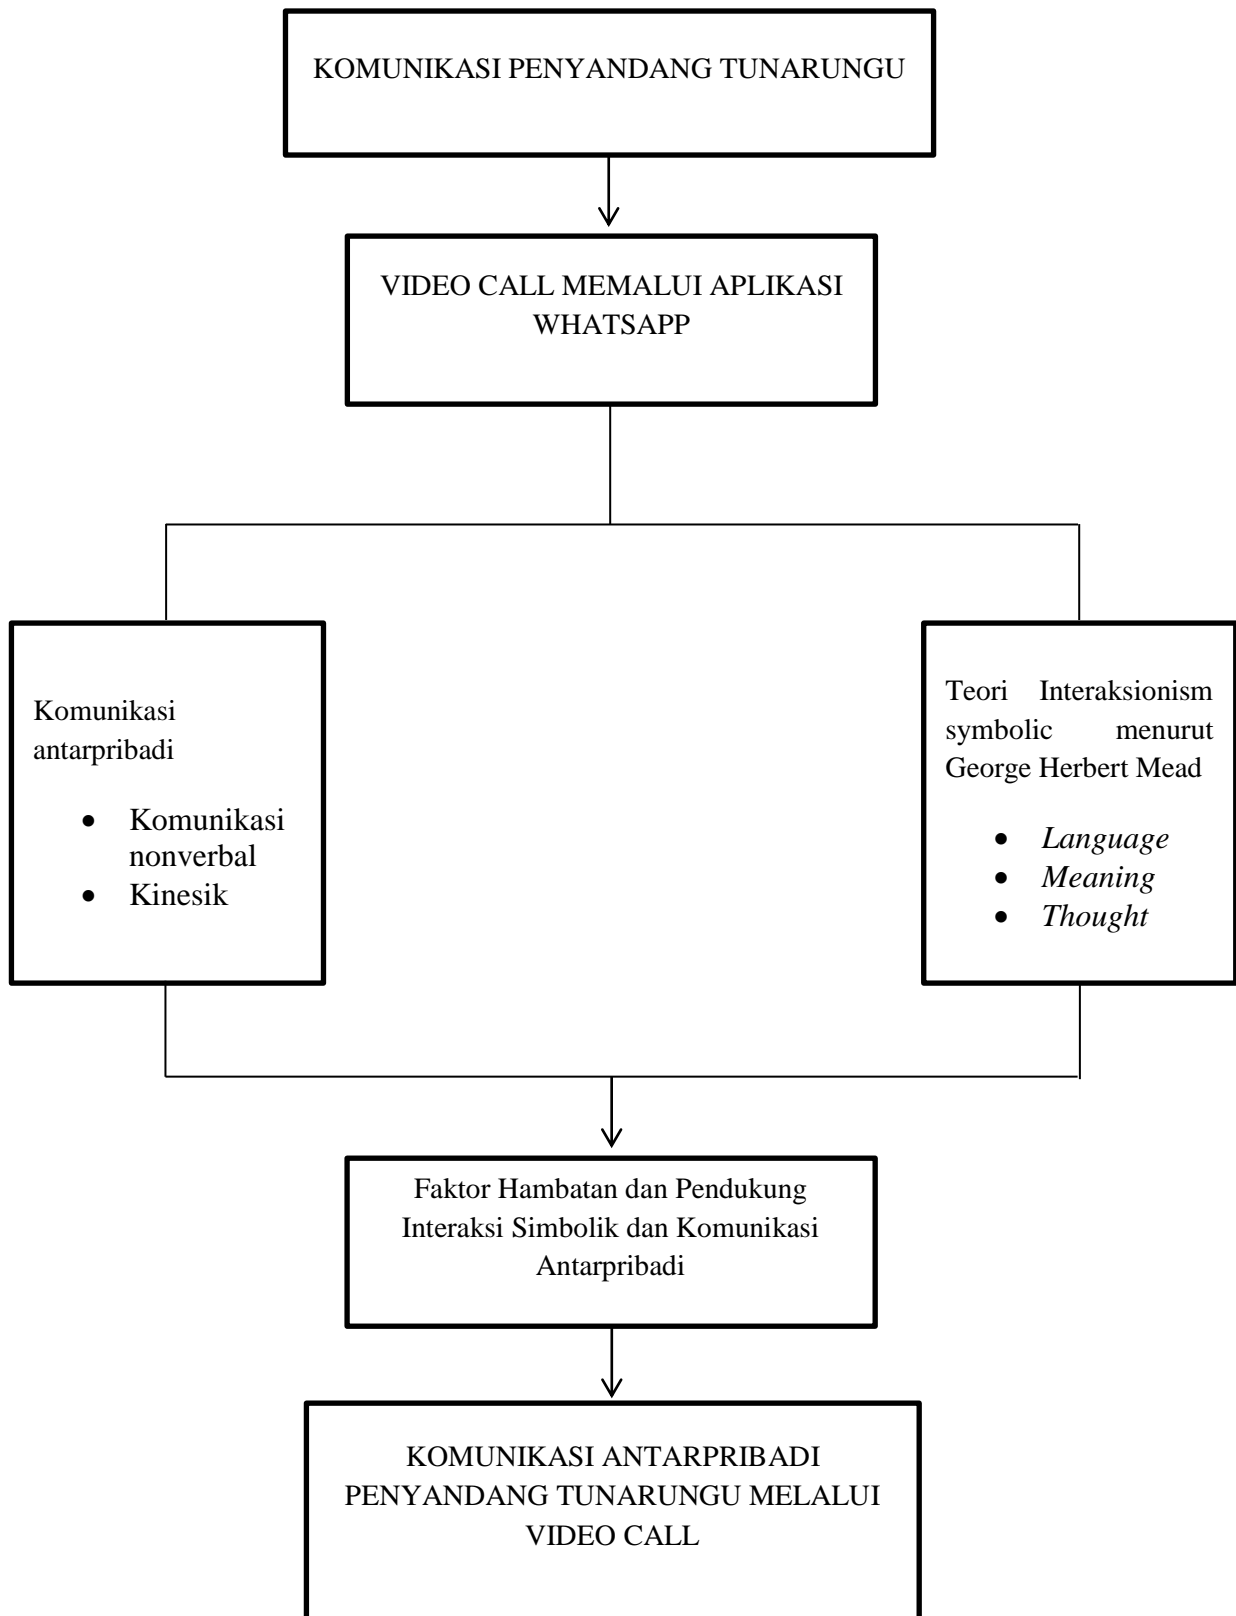 KOMUNIKASI PENYANDANG TUNARUNGU
VIDEO CALL MEMALUI APLIKASI
WHATSAPP
Komunikasi
antarpribadi
• Komunikasi
nonverbal
• Kinesik
Teori Interaksionism
symbolic menurut
George Herbert Mead
• Language
• Meaning
• Thought
Faktor Hambatan dan Pendukung
Interaksi Simbolik dan Komunikasi
Antarpribadi
KOMUNIKASI ANTARPRIBADI
PENYANDANG TUNARUNGU MELALUI
VIDEO CALL